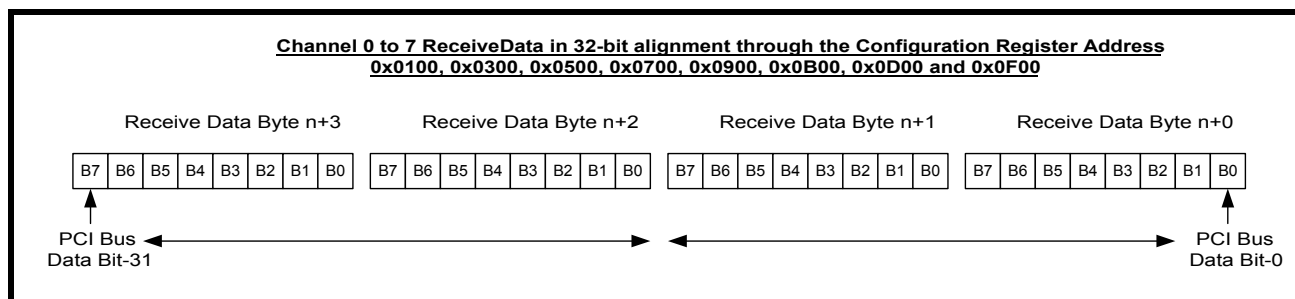 Channel 0 to 7 ReceiveData in 32-bit alignment through the Configuration Register Address
0x0100, 0x0300, 0x0500, 0x0700, 0x0900, 0x0B00, 0x0D00 and 0x0F00
Receive Data Byte n+3 Receive Data Byte n+2 Receive Data Byte n+1 Receive Data Byte n+0
B7 B6 B5 B4 B3 B2 B1 B0 B7 B6 B5 B4 B3 B2 B1 B0 B7 B6 B5 B4 B3 B2 B1 B0 B7 B6 B5 B4 B3 B2 B1 B0
PCI Bus PCI Bus
Data Bit-31 Data Bit-0